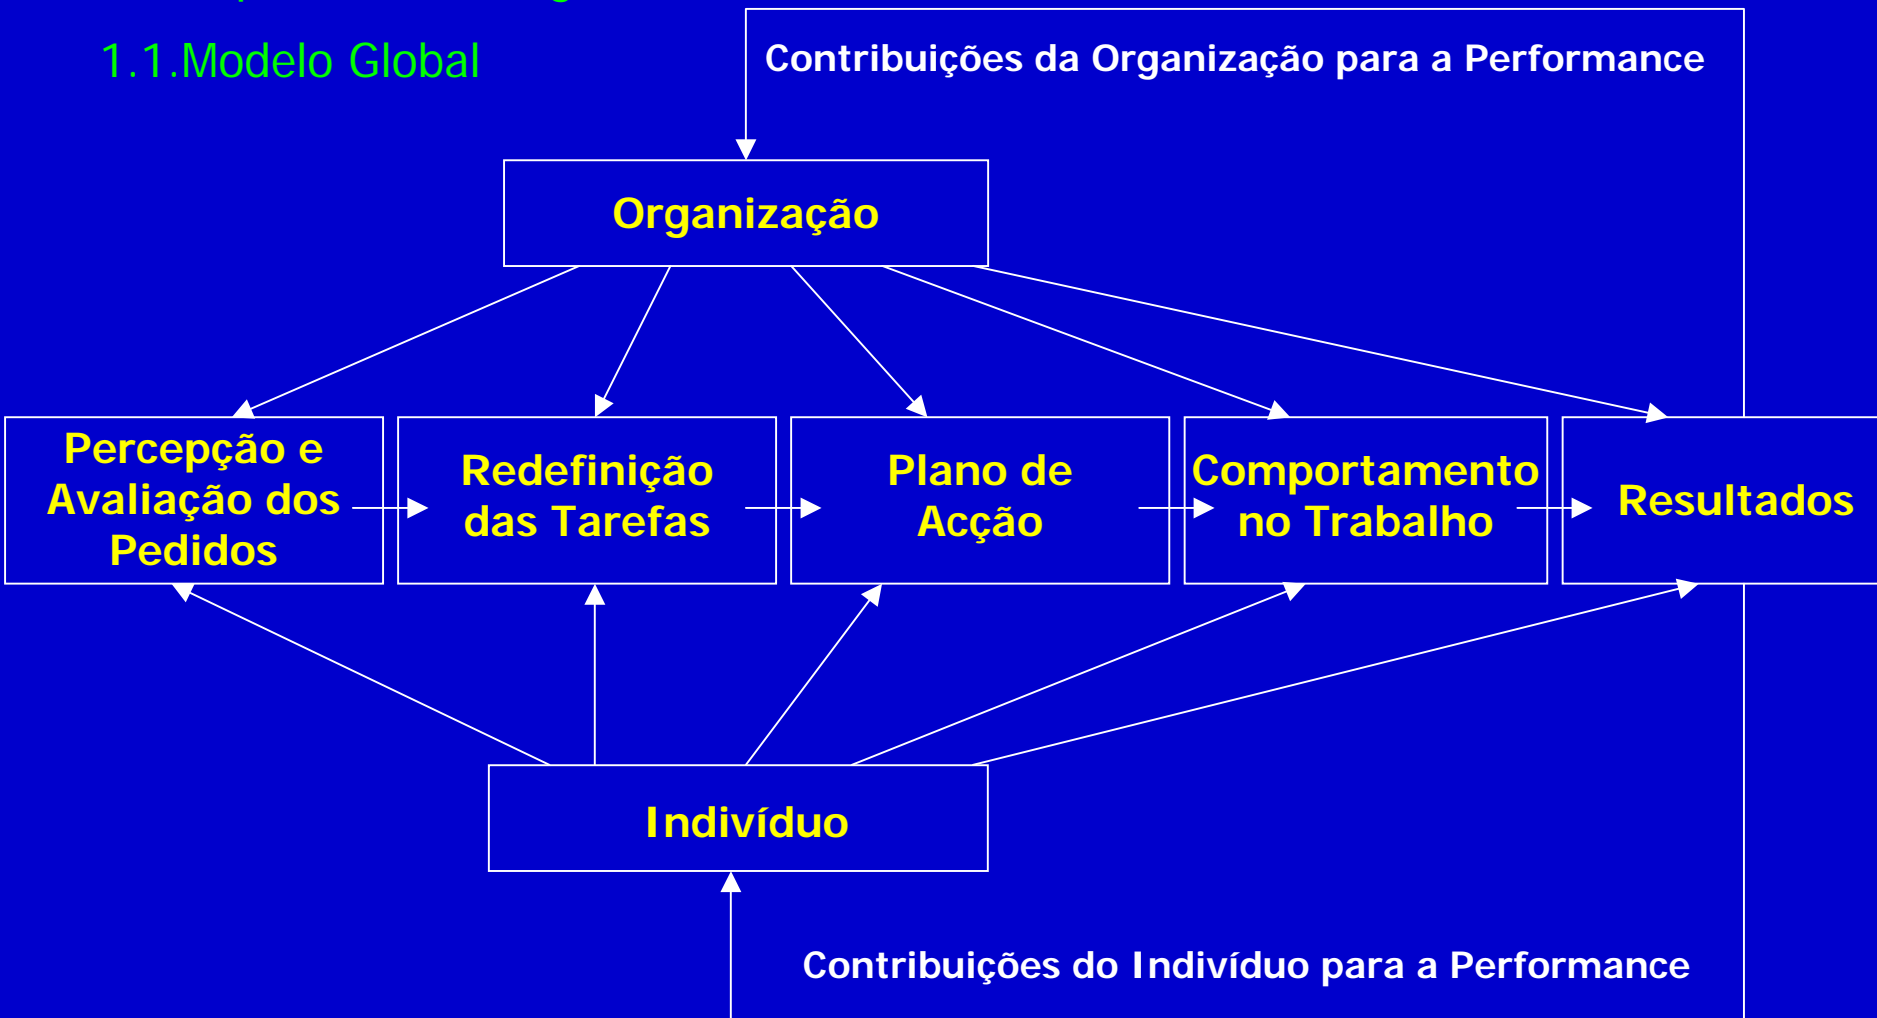 1.1.Modelo Global
Contribuições da Organização para a Performance
Organização
Percepção e
Avaliação dos
Pedidos
Redefinição
das Tarefas
Plano de
Acção
Comportamento
no Trabalho
Resultados
Indivíduo
Contribuições do Indivíduo para a Performance